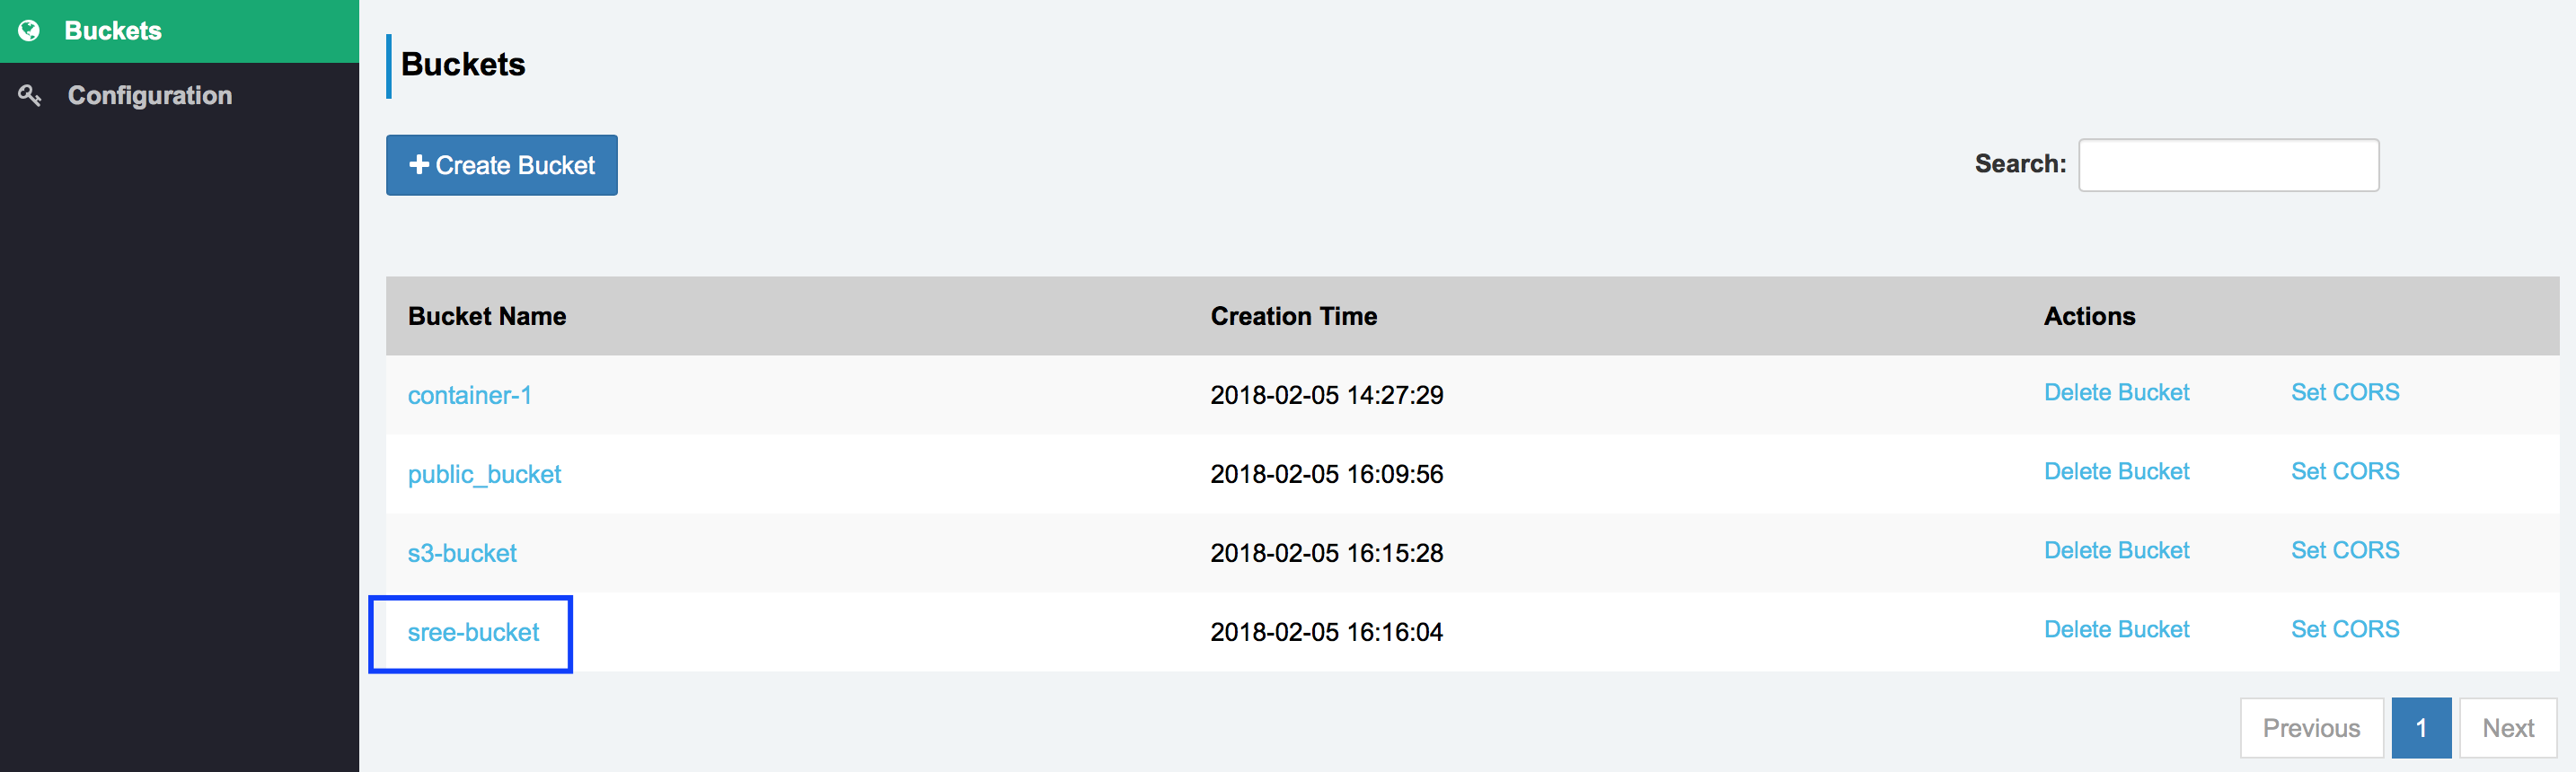 Buckets
Configuration
Buckets
Create Bucket
Search:
Bucket Name Creation Time Actions
container-1 2018-02-05 14:27:29 Delete Bucket Set CORS
public_bucket 2018-02-05 16:09:56 Delete Bucket Set CORS
s3-bucket 2018-02-05 16:15:28 Delete Bucket Set CORS
sree-bucket 2018-02-05 16:16:04 Delete Bucket Set CORS
Previous 1 Next